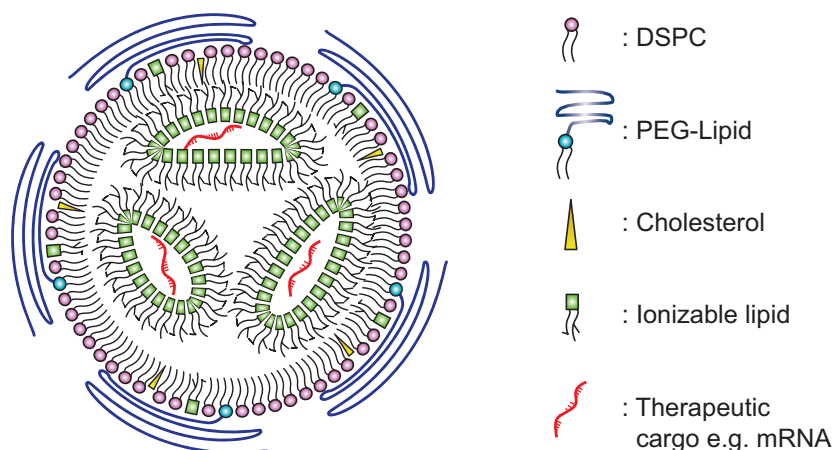 : DSPC
: PEG-Lipid
: Cholesterol
: Ionizable lipid
: Therapeutic
cargo e.g. mRNA